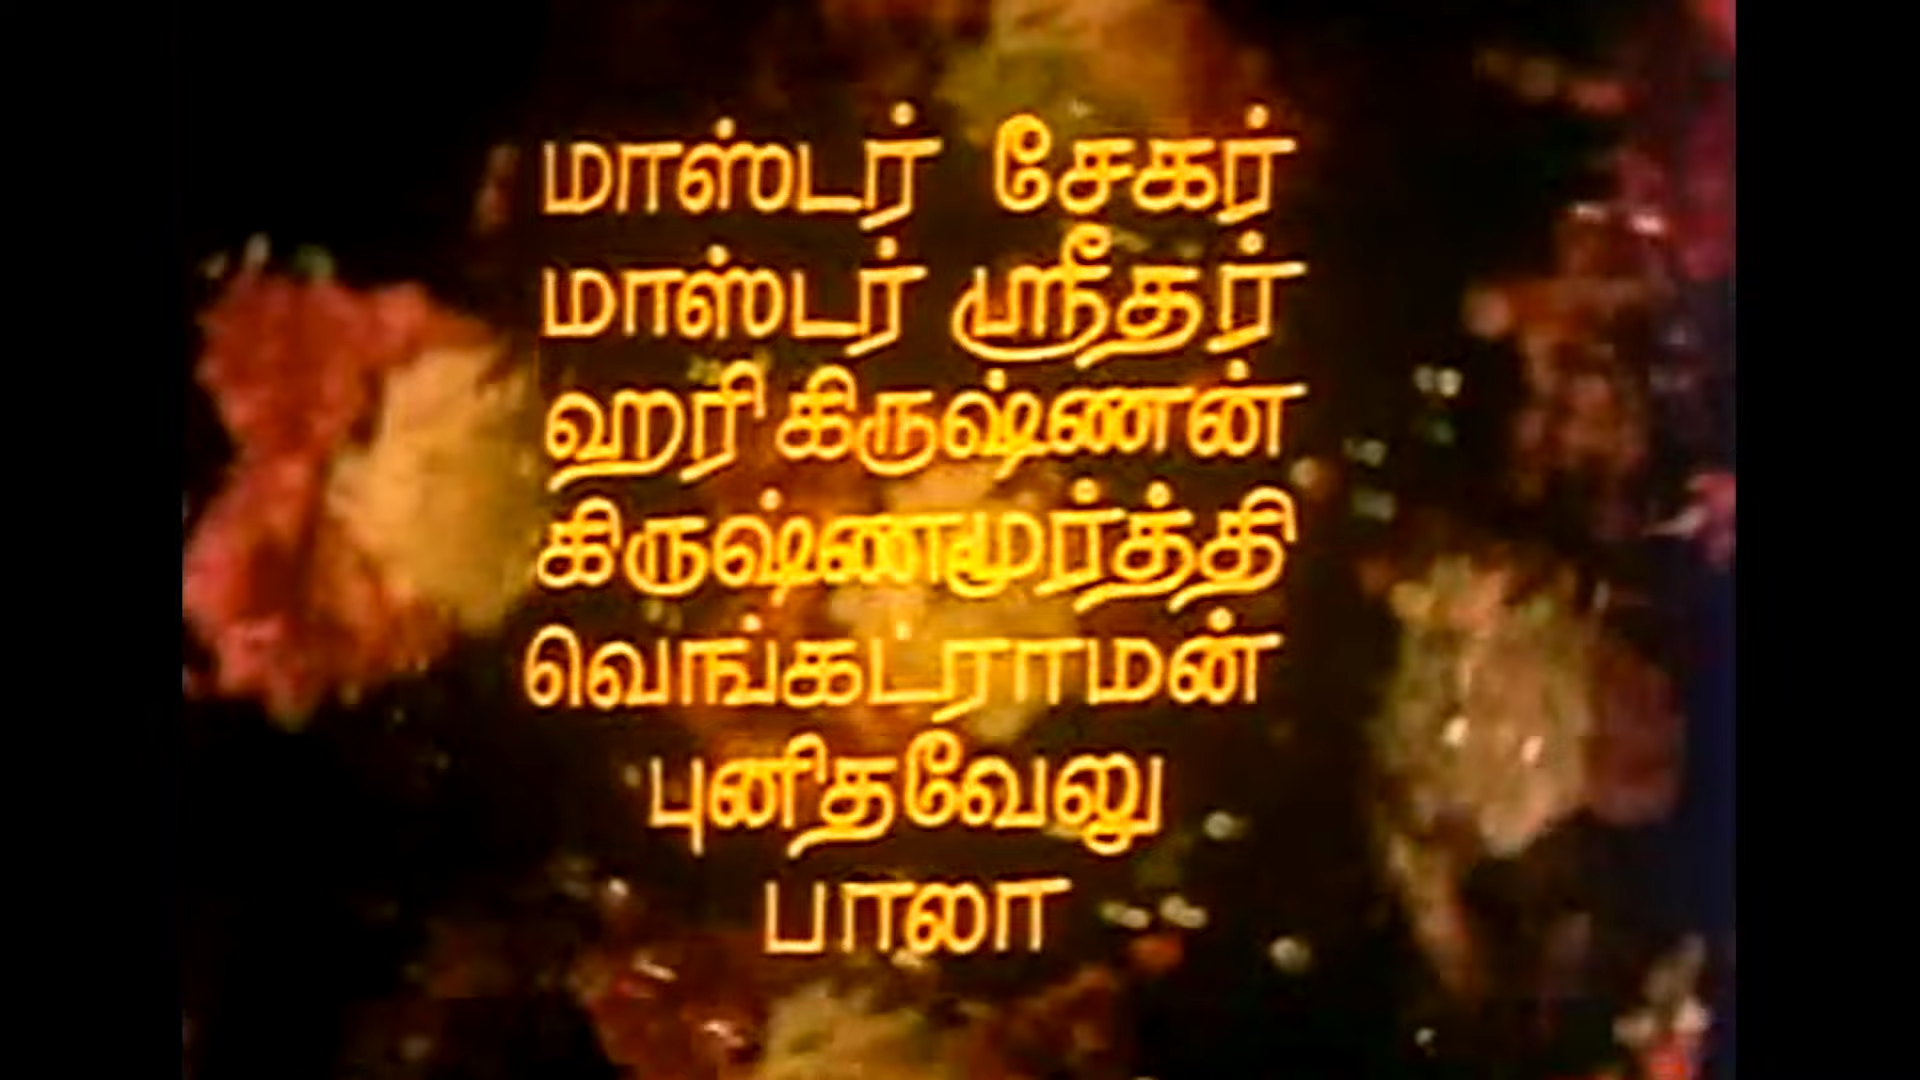 மாஸ்டர் சேகர்
மாஸ்டர் ஸ்ரீதர்
ஹரி கிருஷ்ணன்
கிருஷ்ணமூர்த்தி
வெங்கட்ராமன்
புனிதவேலு
பாலா